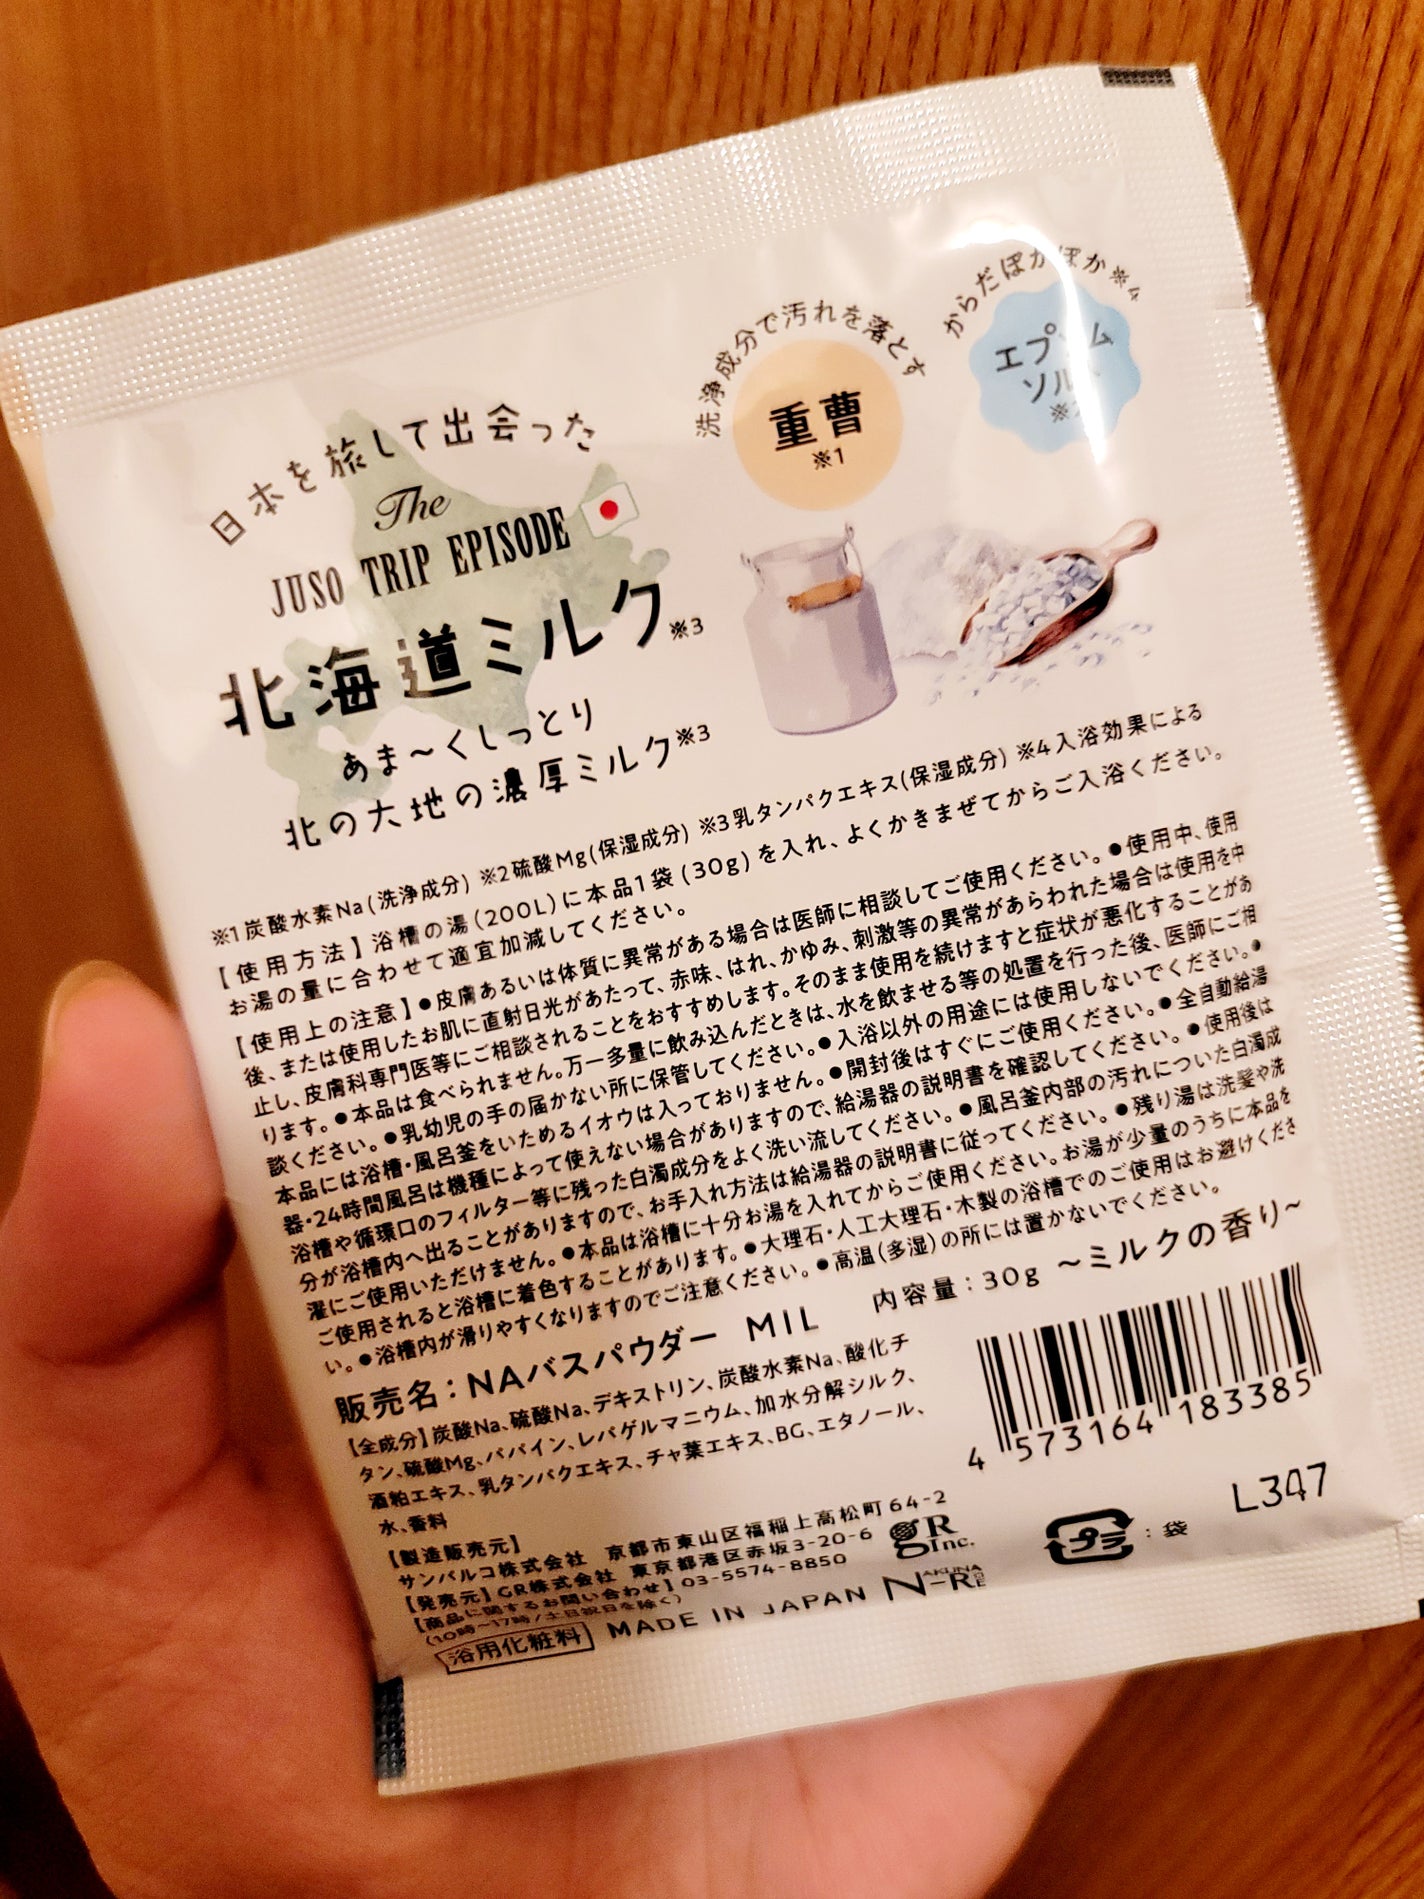 日本を旅して出会った
The
JUSO TRIP EPISODE
北海道ミルク※3
あま〜くしっとり
北の大地の濃厚ミルク※3
洗浄成分で汚れを落とす
重曹
※1
からだぽかぽか※4
エプソム
ソルト
※2
※1炭酸水素Na(洗浄成分) ※2硫酸Mg(保湿成分) ※3乳タンパクエキス(保湿成分) ※4入浴効果による
【使用方法】浴槽の湯(200L)に本品1袋(30g)を入れ、よくかきまぜてからご入浴ください。
お湯の量に合わせて適宜加減してください。
【使用上の注意】●皮膚あるいは体質に異常がある場合は医師に相談してご使用ください。●使用中、使用
後、または使用したお肌に直射日光があたって、赤味、はれ、かゆみ、刺激等の異常があらわれた場合は使用を中
止し、皮膚科専門医等にご相談されることをおすすめします。そのまま使用を続けますと症状が悪化することがあ
ります。●本品は食べられません。万一多量に飲み込んだときは、水を飲ませる等の処置を行った後、医師にご相
談ください。●乳幼児の手の届かない所に保管してください。●入浴以外の用途には使用しないでください。●
本品には浴槽・風呂釜をいためるイオウは入っておりません。●開封後はすぐにご使用ください。●全自動給湯
器・24時間風呂は機種によって使えない場合がありますので、給湯器の説明書を確認してください。●使用後は
浴槽や循環口のフィルター等に残った白濁成分をよく洗い流してください。●風呂釜内部の汚れについた白濁成
分が浴槽内へ出ることがありますので、お手入れ方法は給湯器の説明書に従ってください。●残り湯は洗髪や洗
濯にご使用いただけません。●本品は浴槽に十分お湯を入れてからご使用ください。お湯が少量のうちに本品を
ご使用されると浴槽に着色することがあります。●大理石・人工大理石・木製の浴槽でのご使用はお避けくださ
い。●浴槽内が滑りやすくなりますのでご注意ください。●高温(多湿)の所には置かないでください。
販売名：NAバスパウダー MIL 内容量：30g 〜ミルクの香り〜
【全成分】炭酸Na、硫酸Na、デキストリン、炭酸水素Na、酸化チ
タン、硫酸Mg、パパイン、レパゲルマニウム、加水分解シルク、
酒粕エキス、乳タンパクエキス、チャ葉エキス、BG、エタノール、
水、香料
4 573164 183385
L347
【製造販売元】
サンパルコ株式会社 京都市東山区福稲上高松町64-2
【発売元】GR株式会社 東京都港区赤坂3-20-6
【商品に関するお問い合わせ】03-5574-8850
(10時〜17時/土日祝日を除く)
浴用化粧料
MADE IN JAPAN
gR
Inc.
プラ
：袋